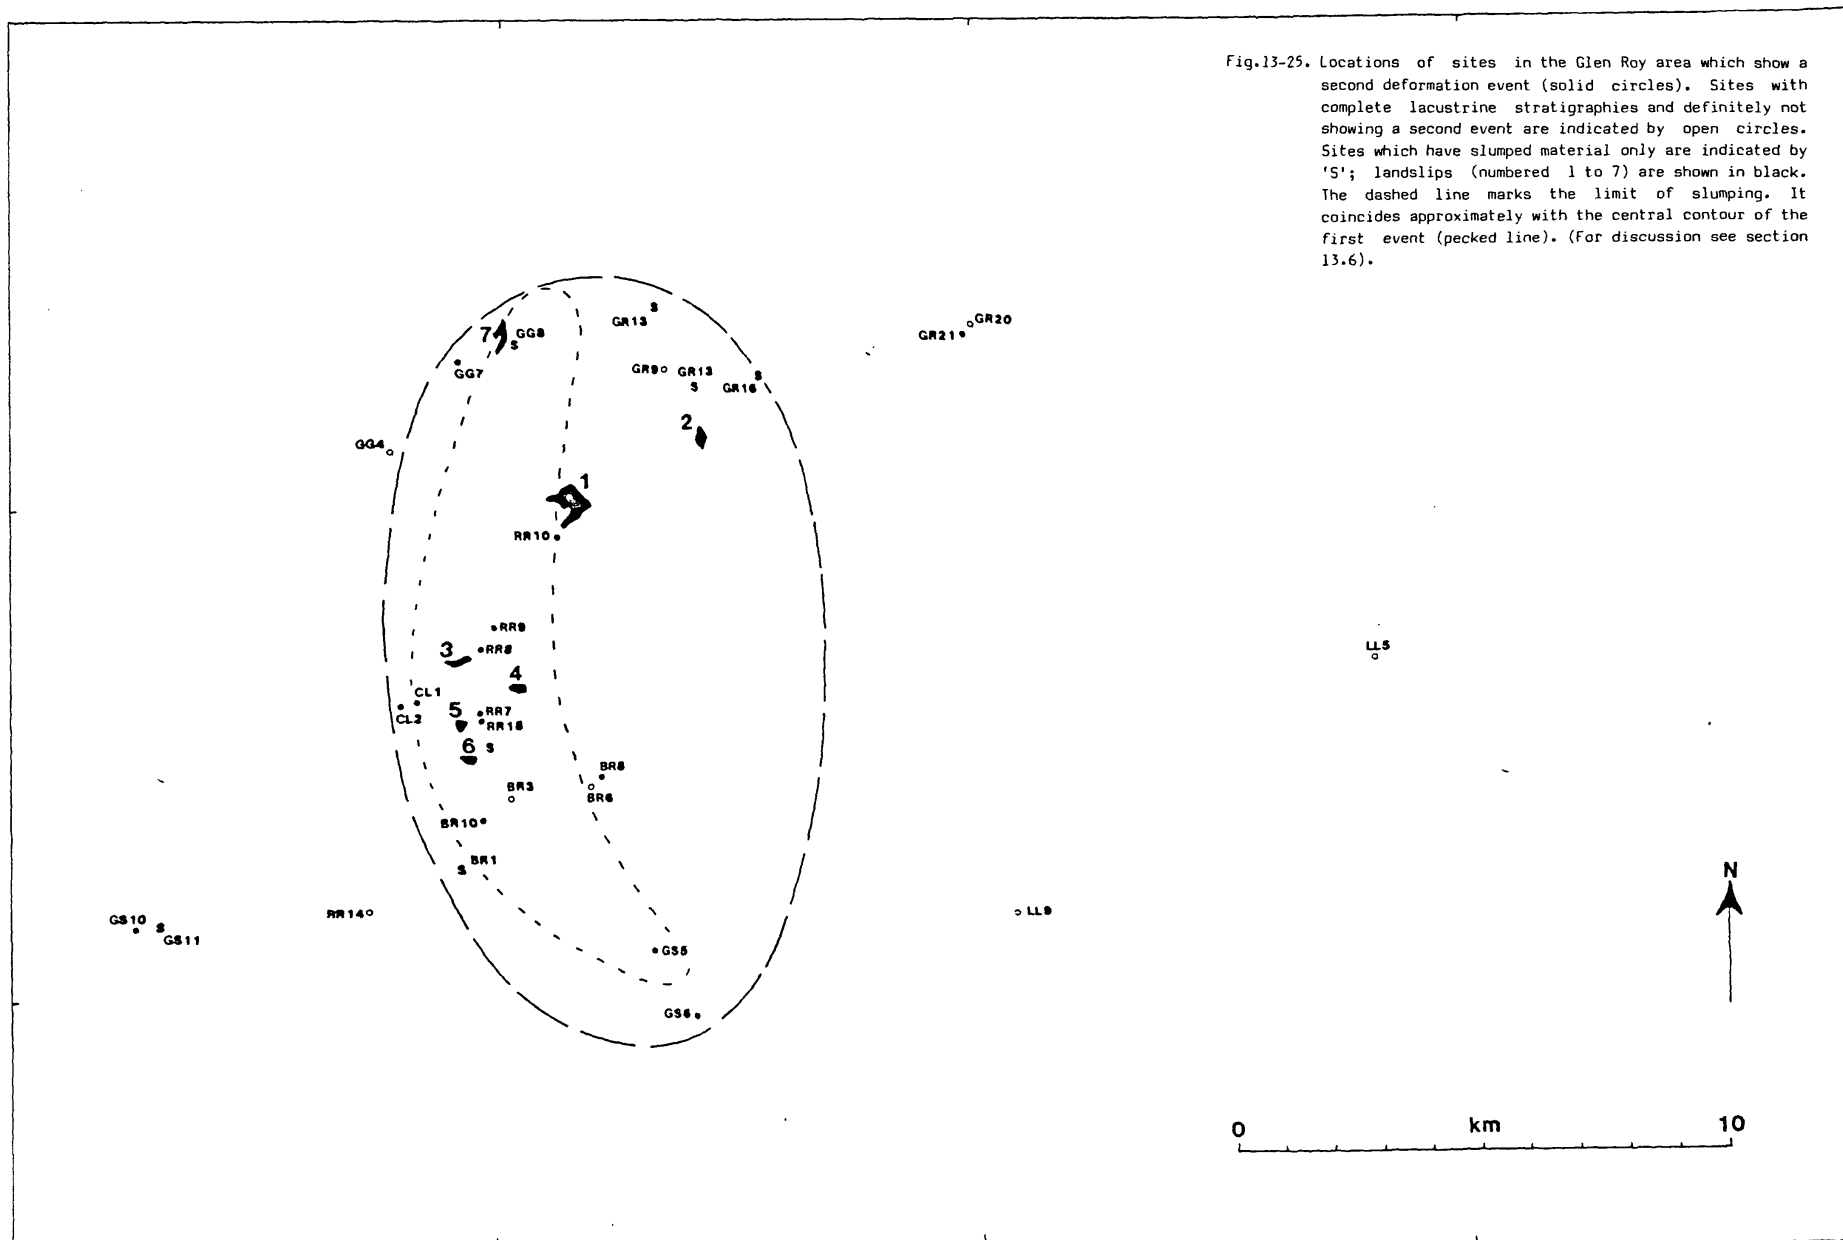 Fig.13-25. Locations of sites in the Glen Roy area which show a
second deformation event (solid circles). Sites with
complete lacustrine stratigraphies and definitely not
showing a second event are indicated by open circles.
Sites which have slumped material only are indicated by
'S'; landslips (numbered 1 to 7) are shown in black.
The dashed line marks the limit of slumping. It
coincides approximately with the central contour of the
first event (pecked line). (For discussion see section
13.6).
S
GR13
GR20
GR21
7
GG8
S
GG7
GR9
GR13
S
GR16
S
2
GG4
1
RR10
RR9
RR8
3
4
LL5
CL1
CL2
5
RR7
RR15
6
S
BR8
BR3
BR6
BR10
BR1
S
N
GS10
S
GS11
RR14
LL9
GS5
GS6
0
km
10